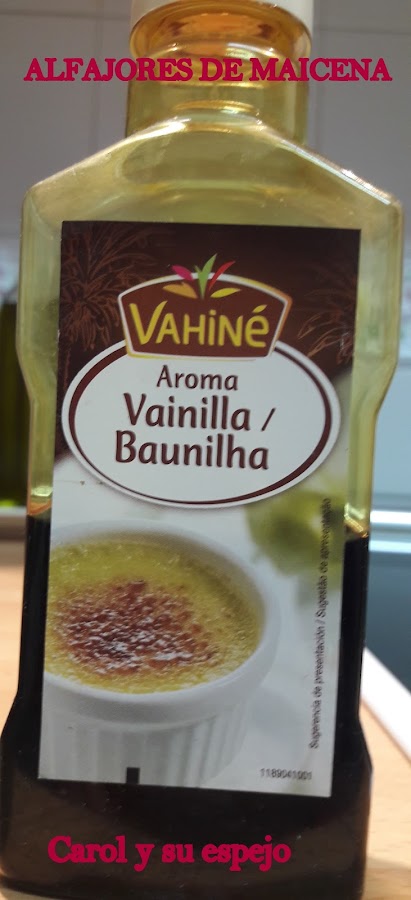 ALFAJORES DE MAICENA
VAHiNé
Aroma
Vainilla /
Baunilha
Sugerencia de presentación / Sugestão de apresentação
1189041001
Carol y su espejo